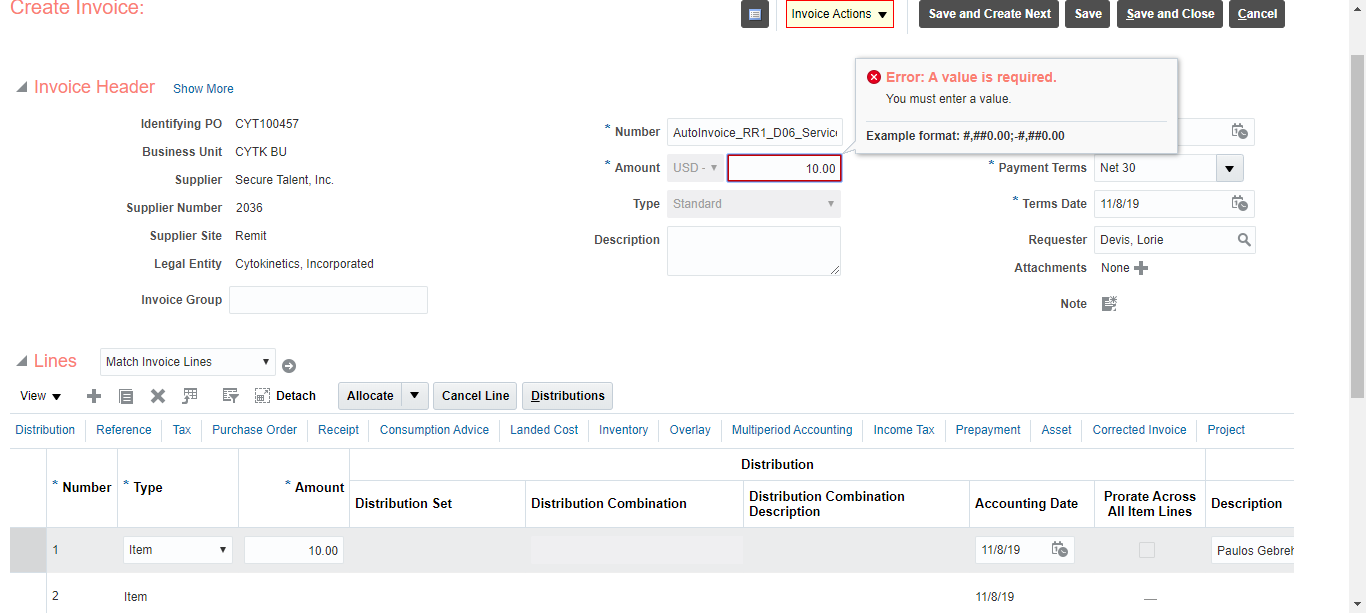 Create Invoice:
Invoice Actions
Save and Create Next
Save
Save and Close
Cancel
Error: A value is required.
You must enter a value.
Example format: #,##0.00;-#,##0.00
Invoice Header
Show More
Identifying PO CYT100457
Business Unit CYTK BU
Supplier Secure Talent, Inc.
Supplier Number 2036
Supplier Site Remit
Legal Entity Cytokinetics, Incorporated
Invoice Group
* Number AutoInvoice_RR1_D06_Service
* Amount USD - 10.00
Type Standard
Description
* Payment Terms Net 30
* Terms Date 11/8/19
Requester Devis, Lorie
Attachments None
Note
Lines Match Invoice Lines
View Detach Allocate Cancel Line Distributions
Distribution Reference Tax Purchase Order Receipt Consumption Advice Landed Cost Inventory Overlay Multiperiod Accounting Income Tax Prepayment Asset Corrected Invoice Project
Distribution
* Number * Type * Amount Distribution Set Distribution Combination Distribution Combination Description Accounting Date Prorate Across All Item Lines Description
1 Item 10.00 11/8/19 Paulos Gebreh
2 Item 11/8/19